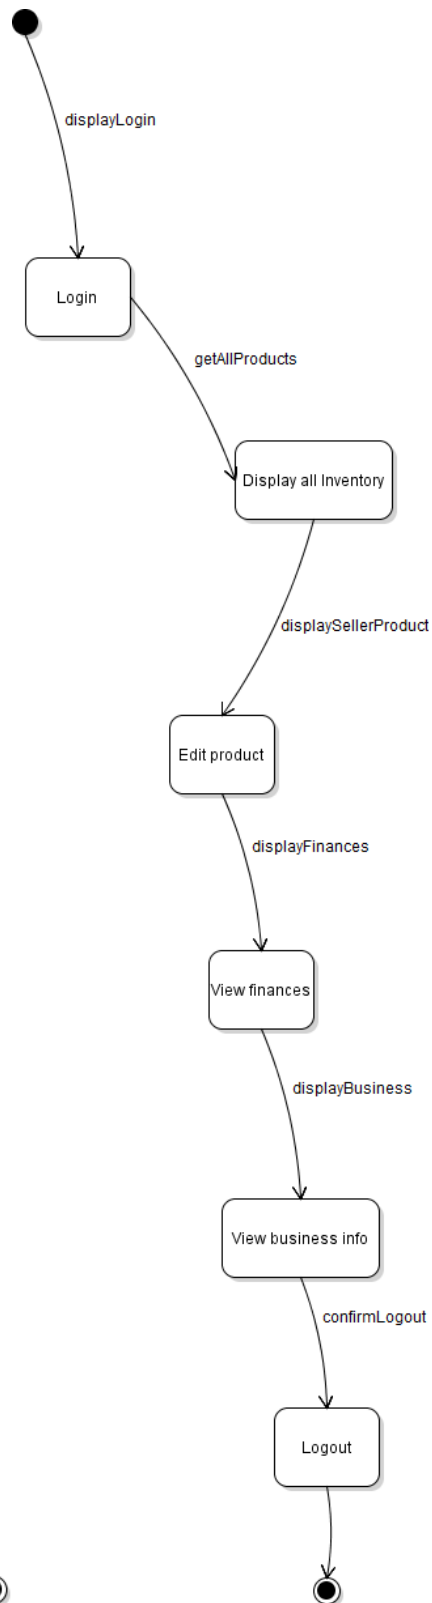 displayLogin
Login
getAllProducts
Display all Inventory
displaySellerProduct
Edit product
displayFinances
View finances
displayBusiness
View business info
confirmLogout
Logout